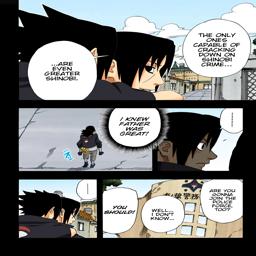 THE ONLY
ONES
CAPABLE OF
CRACKING
DOWN ON
SHINOBI
CRIME...
...ARE
EVEN
GREATER
SHINOBI.
I KNEW
FATHER
WAS
GREAT!
ARE YOU
GONNA
JOIN THE
POLICE
FORCE,
TOO?
WELL...
I DON'T
KNOW...
YOU
SHOULD!